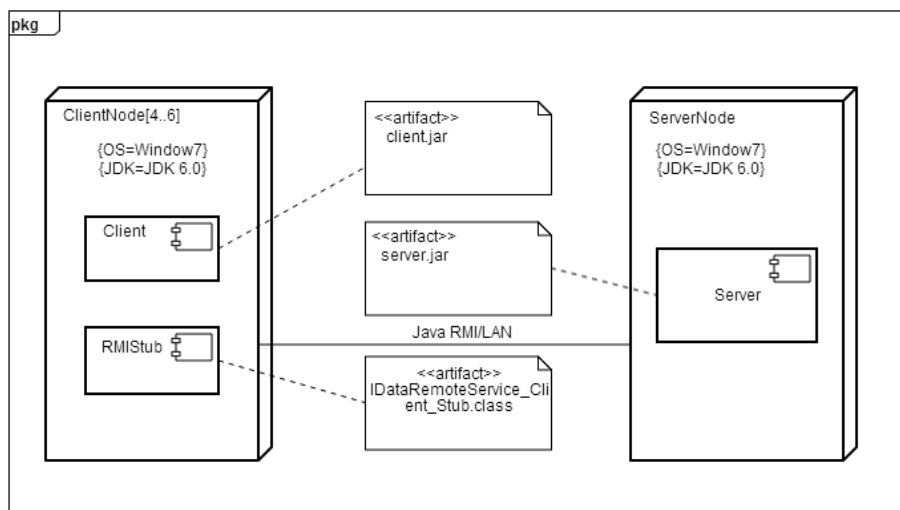 pkg
ClientNode[4..6]
{OS=Window7}
{JDK=JDK 6.0}
Client
RMIStub
<<artifact>>
client.jar
<<artifact>>
server.jar
Java RMI/LAN
<<artifact>>
IDataRemoteService_Cli
ent_Stub.class
ServerNode
{OS=Window7}
{JDK=JDK 6.0}
Server